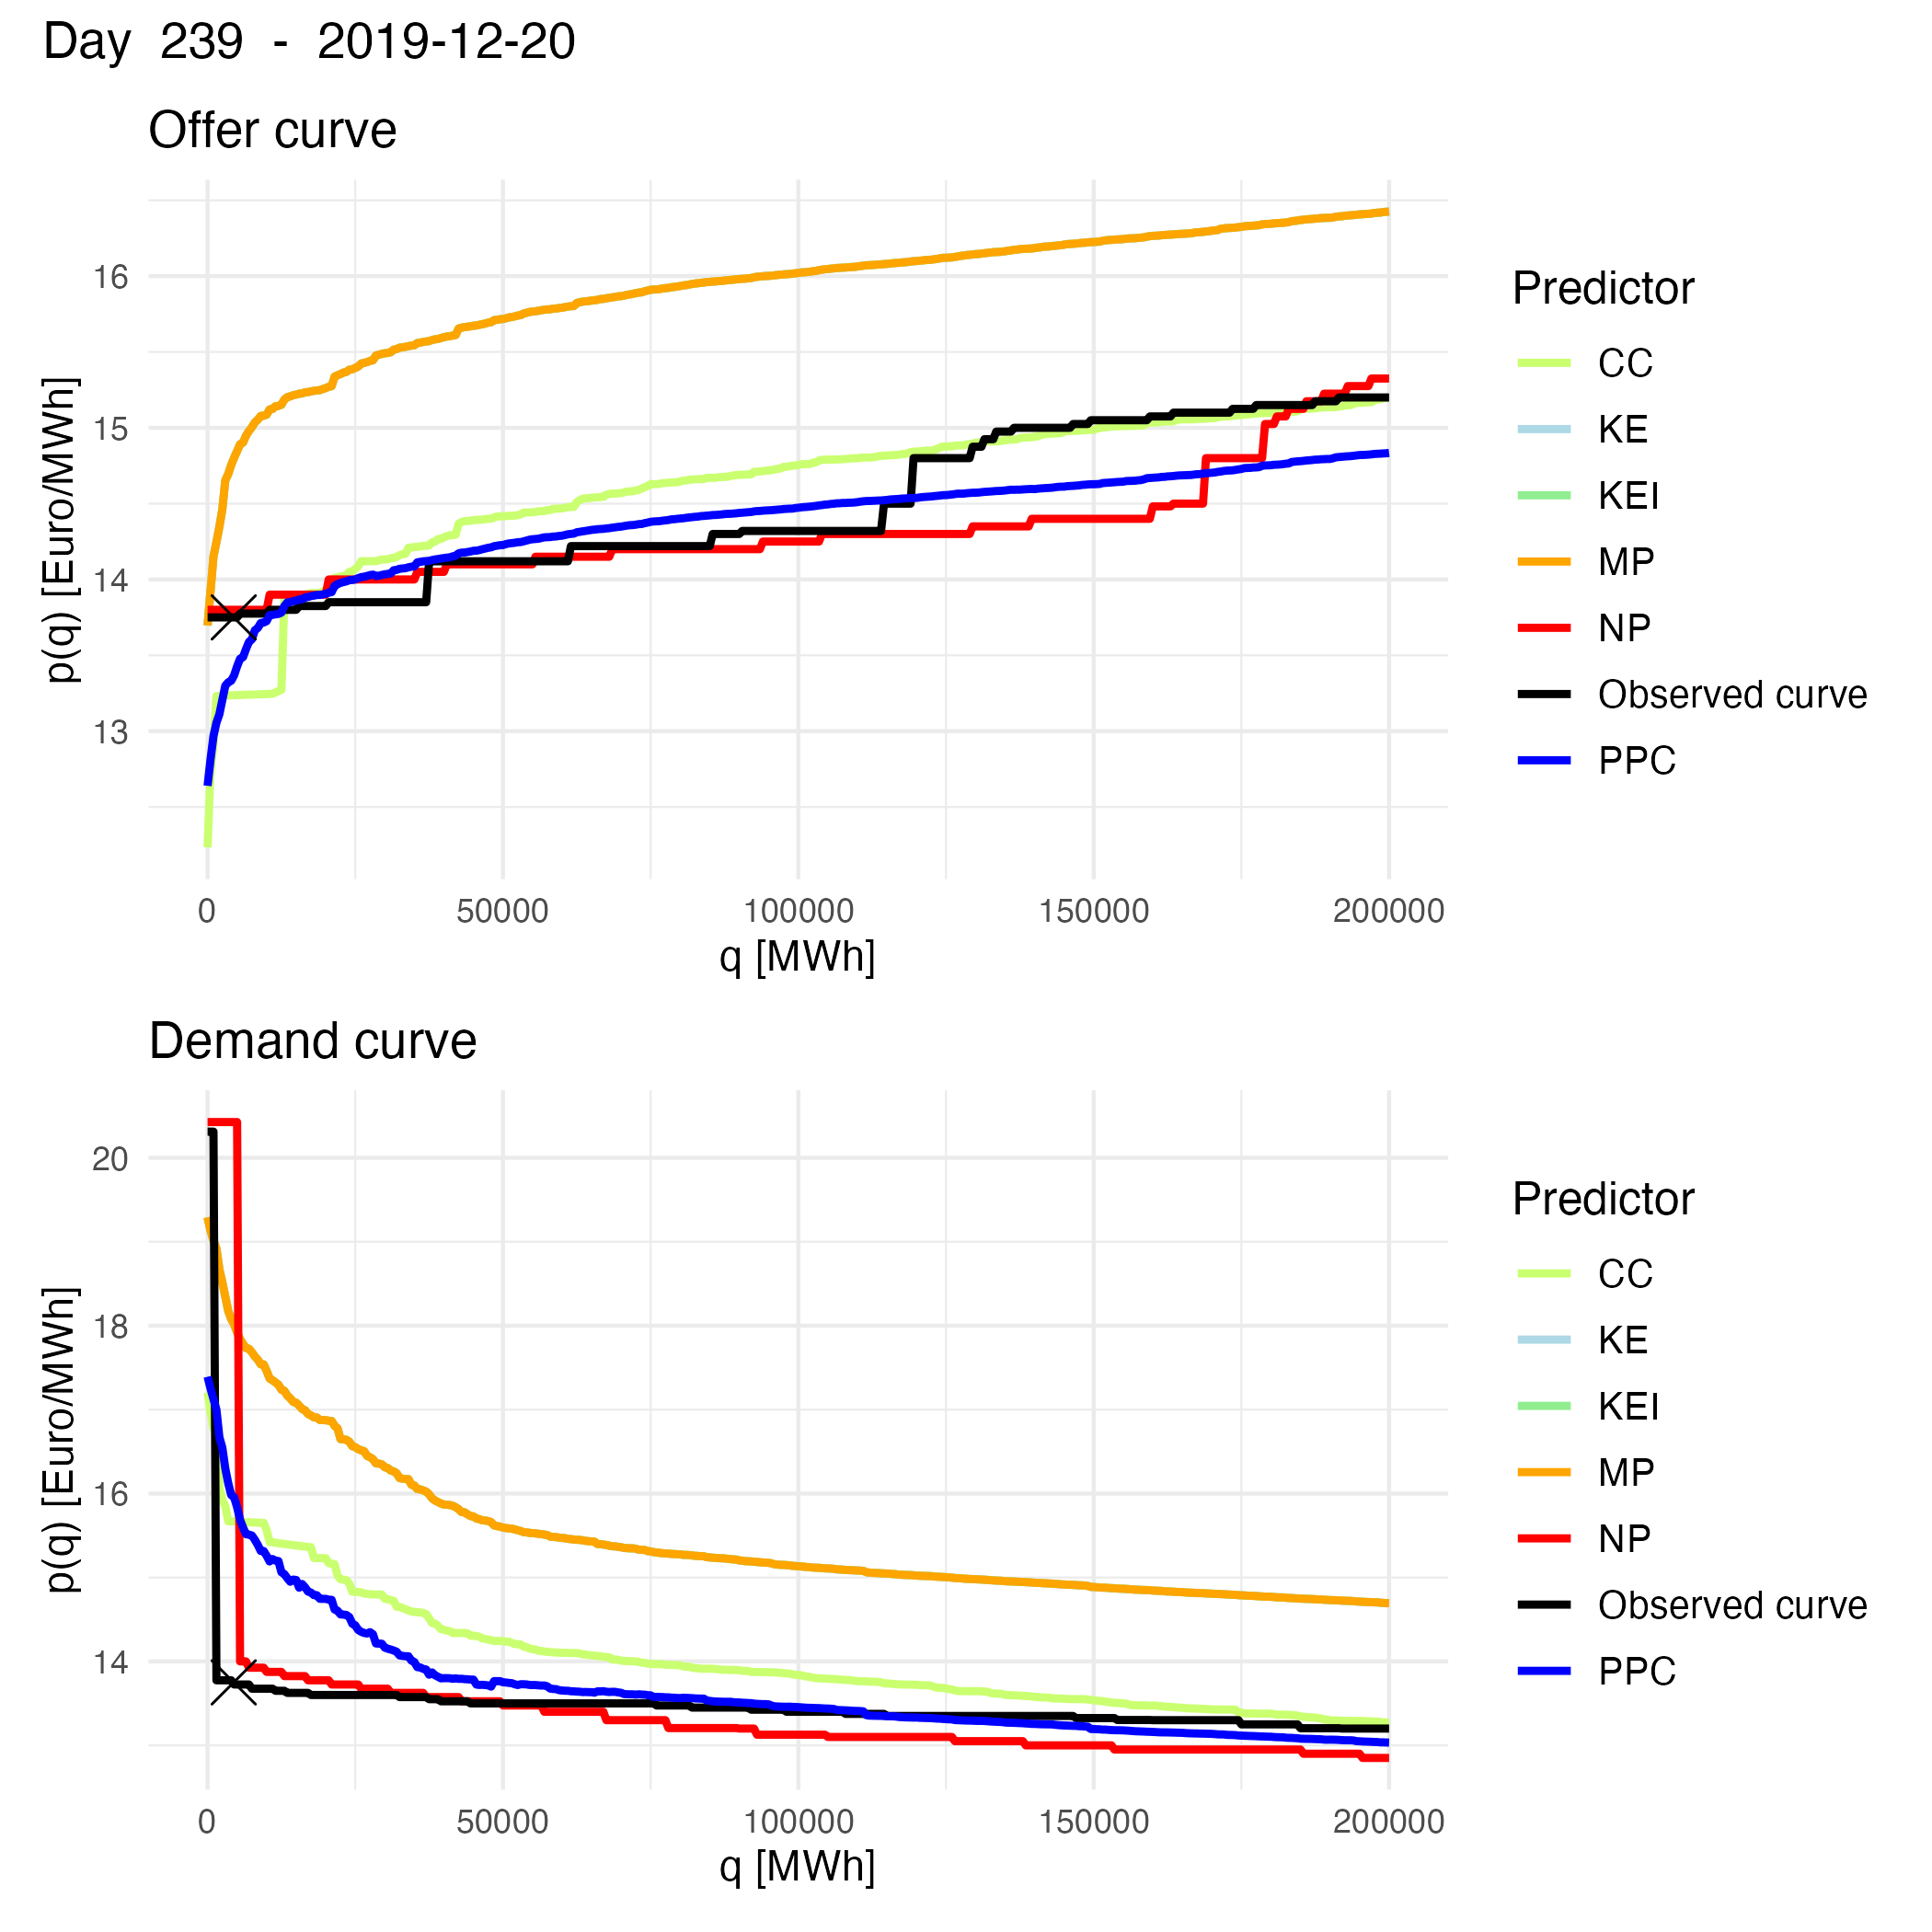 Day 239 - 2019-12-20
Offer curve
p(q) [Euro/MWh]
16
15
14
13
0
50000
100000
150000
200000
q [MWh]
Predictor
CC
KE
KEI
MP
NP
Observed curve
PPC
Demand curve
p(q) [Euro/MWh]
20
18
16
14
0
50000
100000
150000
200000
q [MWh]
Predictor
CC
KE
KEI
MP
NP
Observed curve
PPC